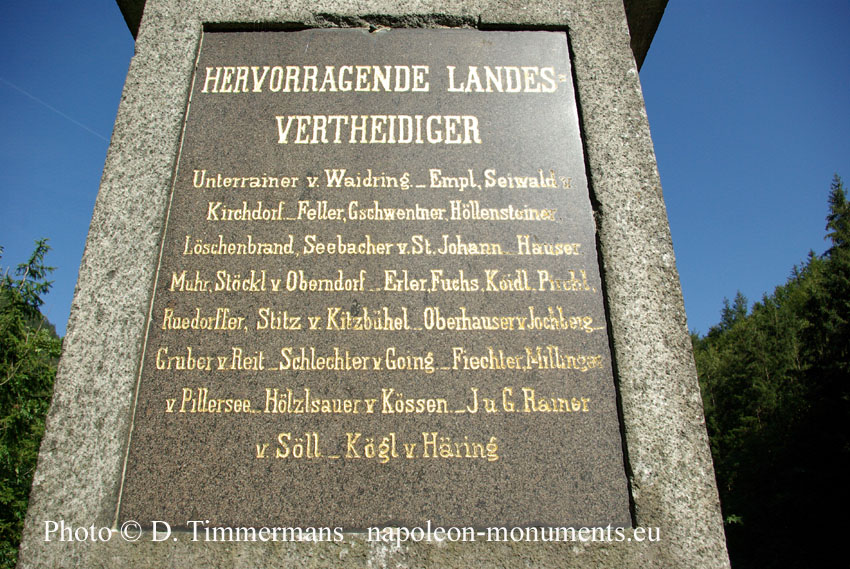 HERVORRAGENDE LANDES=
VERTHEIDIGER
Unterrainer v. Waidring _ Empl, Seiwald v.
Kirchdorf _ Feller, Gschwentner, Höllensteiner,
Löschenbrand, Seebacher v. St. Johann _ Hauser
Muhr, Stöckl v Oberndorf _ Erler, Fuchs, Koidl, Pirchl,
Ruedorffer, Stitz v. Kitzbühel _ Oberhauser v. Jochberg _
Gruber v. Reit _ Schlechter v. Going _ Fiechter, Millinger
v Pillersee _ Hölzlsauer v Kössen _ J u G. Rainer
v Söll _ Kögl v Häring
Photo © D. Timmermans - napoleon-monuments.eu